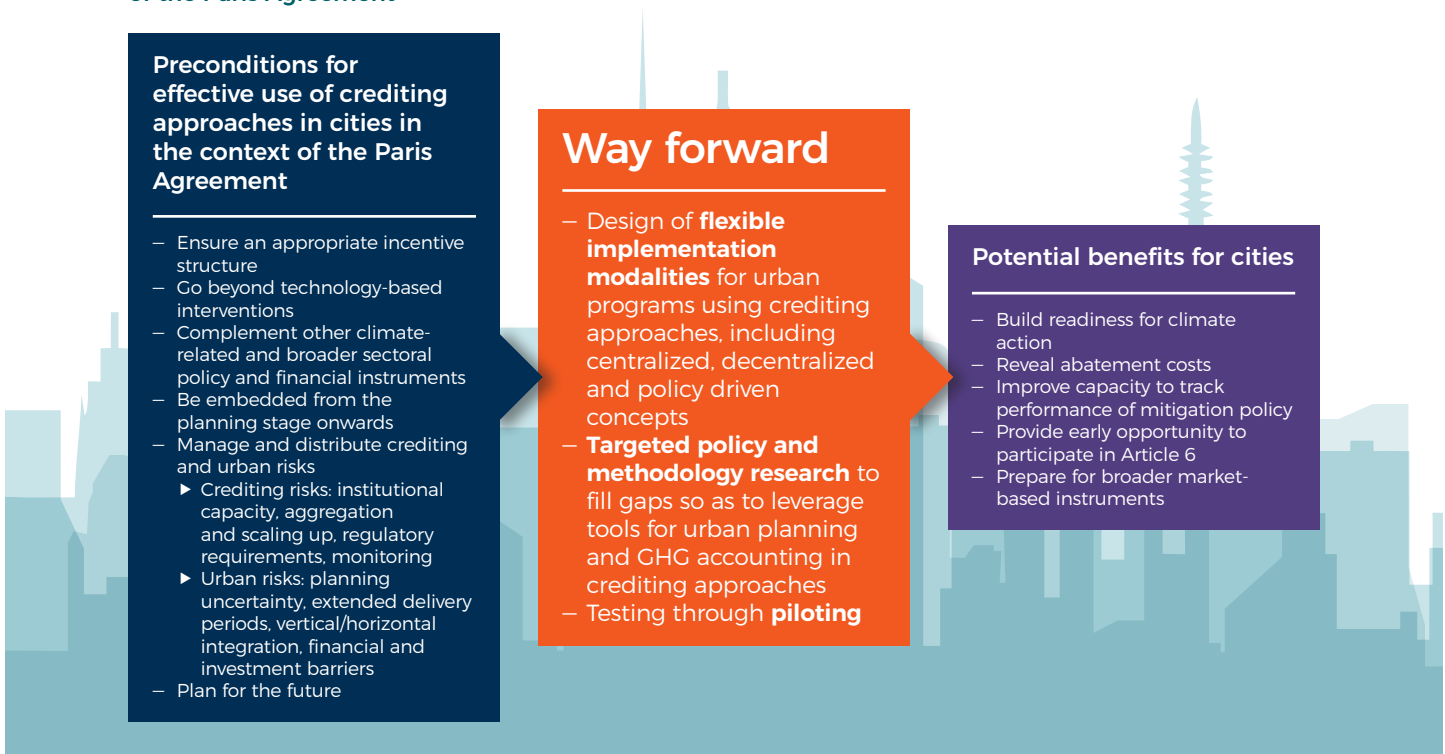 of the Paris Agreement
Preconditions for
effective use of crediting
approaches in cities in
the context of the Paris
Agreement
– Ensure an appropriate incentive
structure
– Go beyond technology-based
interventions
– Complement other climate-
related and broader sectoral
policy and financial instruments
– Be embedded from the
planning stage onwards
– Manage and distribute crediting
and urban risks
▶ Crediting risks: institutional
capacity, aggregation
and scaling up, regulatory
requirements, monitoring
▶ Urban risks: planning
uncertainty, extended delivery
periods, vertical/horizontal
integration, financial and
investment barriers
– Plan for the future
Way forward
– Design of flexible
implementation
modalities for urban
programs using crediting
approaches, including
centralized, decentralized
and policy driven
concepts
– Targeted policy and
methodology research to
fill gaps so as to leverage
tools for urban planning
and GHG accounting in
crediting approaches
– Testing through piloting
Potential benefits for cities
– Build readiness for climate
action
– Reveal abatement costs
– Improve capacity to track
performance of mitigation policy
– Provide early opportunity to
participate in Article 6
– Prepare for broader market-
based instruments